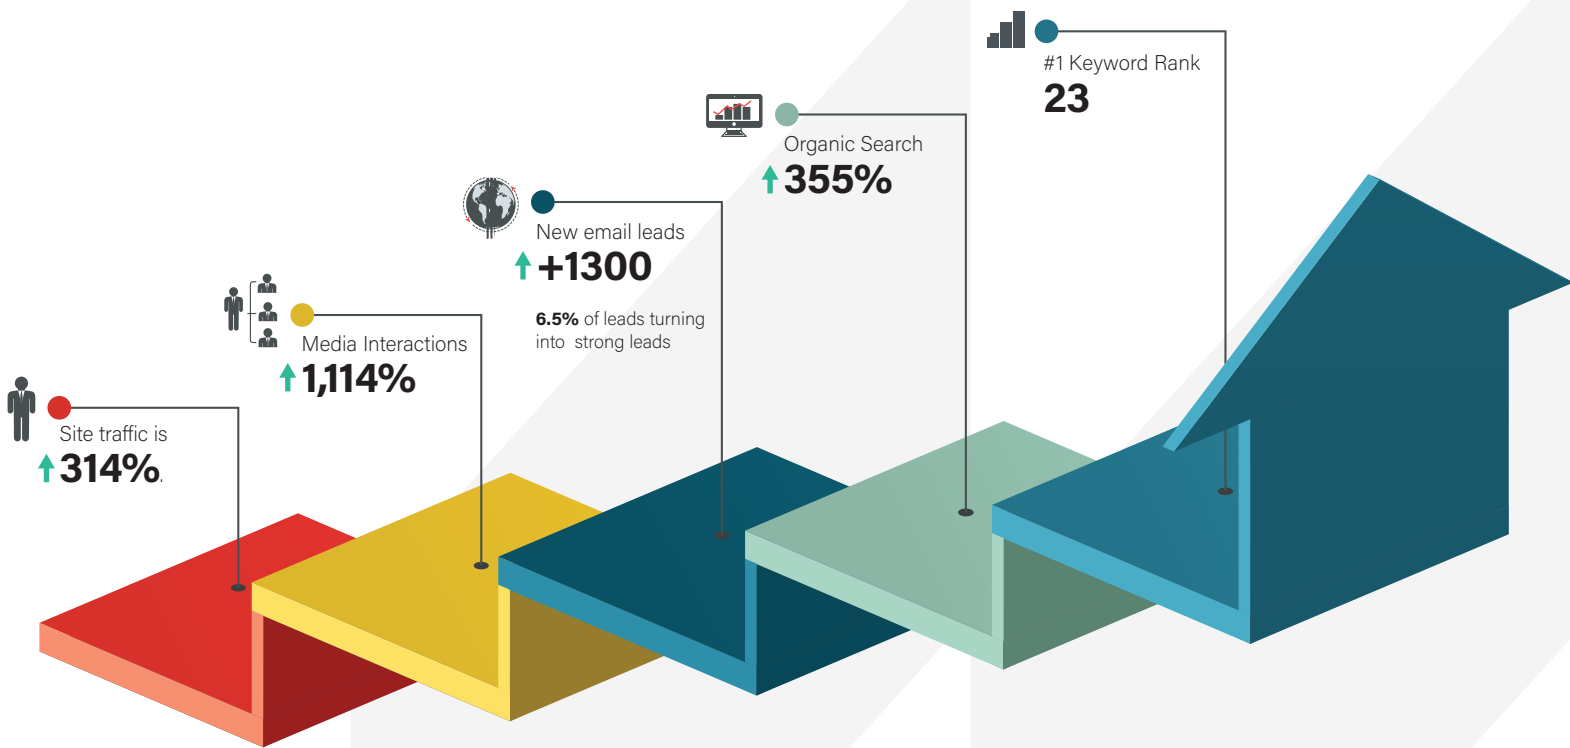 Site traffic is
314%.
Media Interactions
1,114%
New email leads
+1300
6.5% of leads turning
into strong leads
Organic Search
355%
#1 Keyword Rank
23